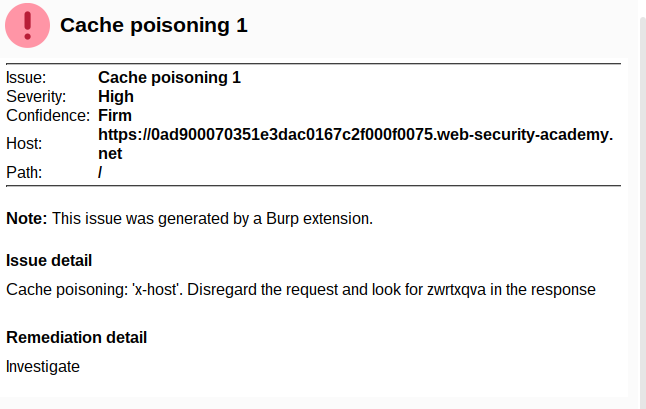 Cache poisoning 1
Issue: Cache poisoning 1
Severity: High
Confidence: Firm
Host: https://0ad900070351e3dac0167c2f000f0075.web-security-academy.
net
Path: /
Note: This issue was generated by a Burp extension.
Issue detail
Cache poisoning: 'x-host'. Disregard the request and look for zwrtxqva in the response
Remediation detail
Investigate